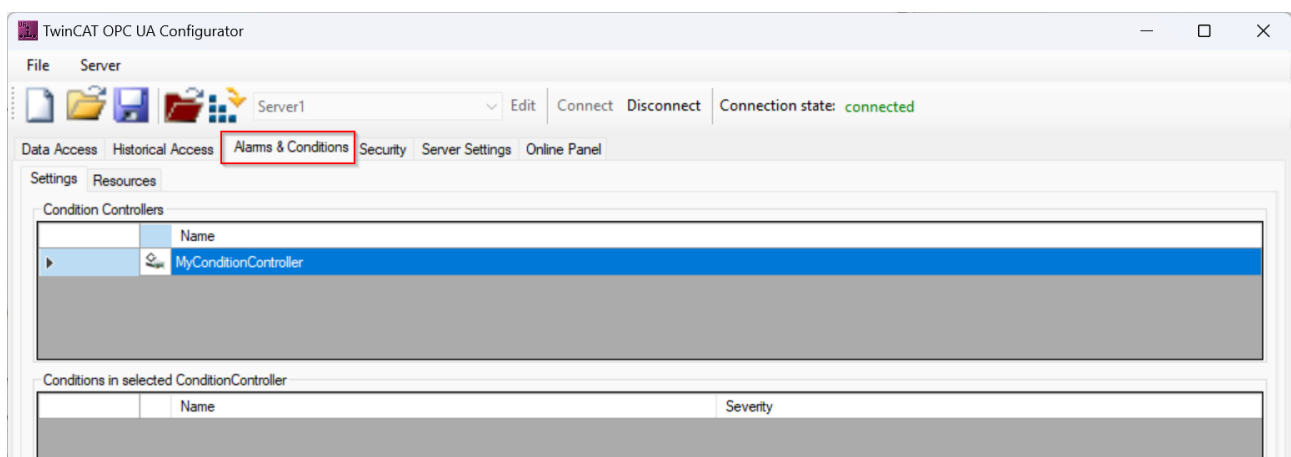 TwinCAT OPC UA Configurator
File Server
Server1 Edit Connect Disconnect Connection state: connected
Data Access Historical Access Alarms & Conditions Security Server Settings Online Panel
Settings Resources
Condition Controllers
Name
MyConditionController
Conditions in selected ConditionController
Name Severity